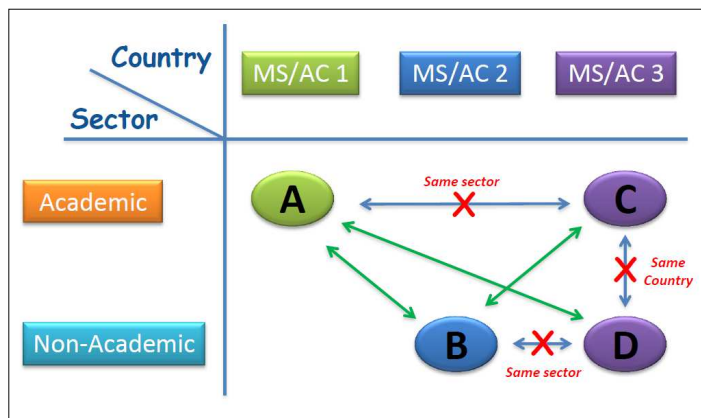 Country
Sector
MS/AC 1
MS/AC 2
MS/AC 3
Academic
A
Same sector
C
Same
Country
Non-Academic
B
Same sector
D